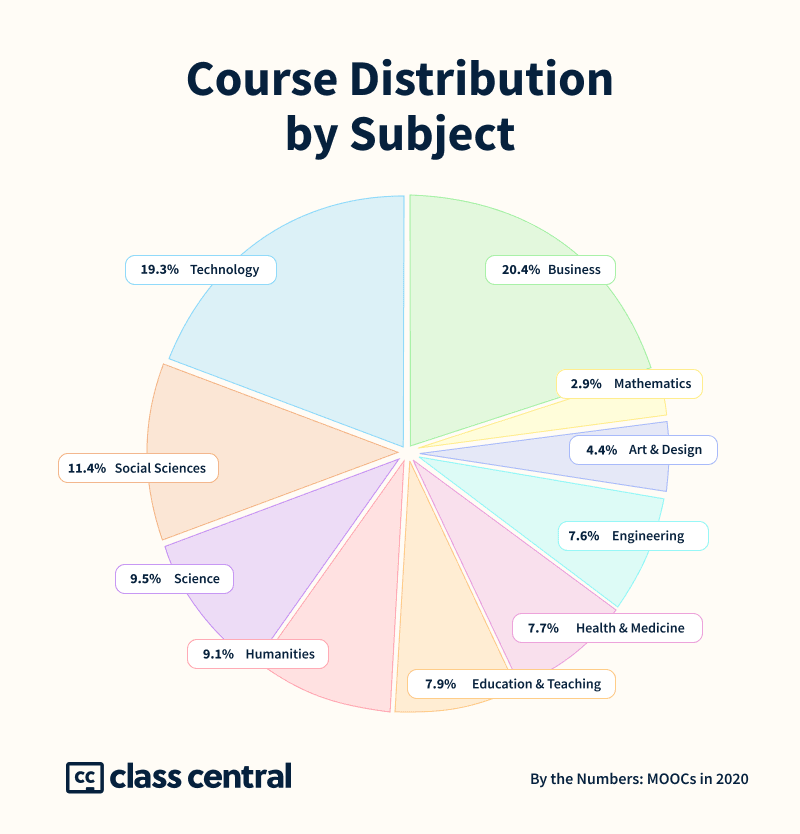 Course Distribution
by Subject
19.3% Technology
20.4% Business
2.9% Mathematics
4.4% Art & Design
11.4% Social Sciences
7.6% Engineering
9.5% Science
7.7% Health & Medicine
9.1% Humanities
7.9% Education & Teaching
cc class central
By the Numbers: MOOCs in 2020